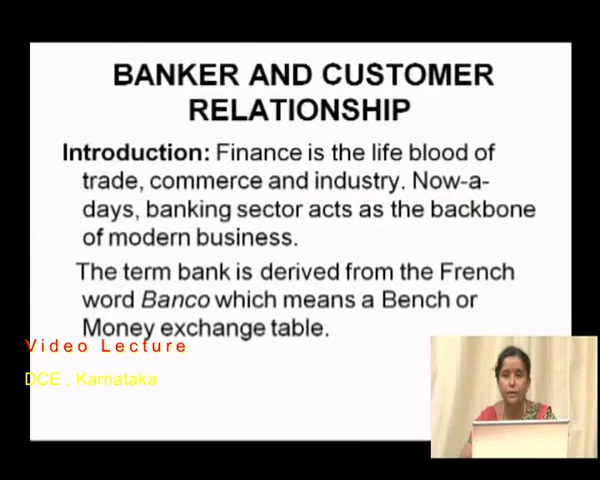 BANKER AND CUSTOMER
RELATIONSHIP
Introduction: Finance is the life blood of
trade, commerce and industry. Now-a-
days, banking sector acts as the backbone
of modern business.
The term bank is derived from the French
word Banco which means a Bench or
Money exchange table.
Video Lecture
DCE , Karnataka